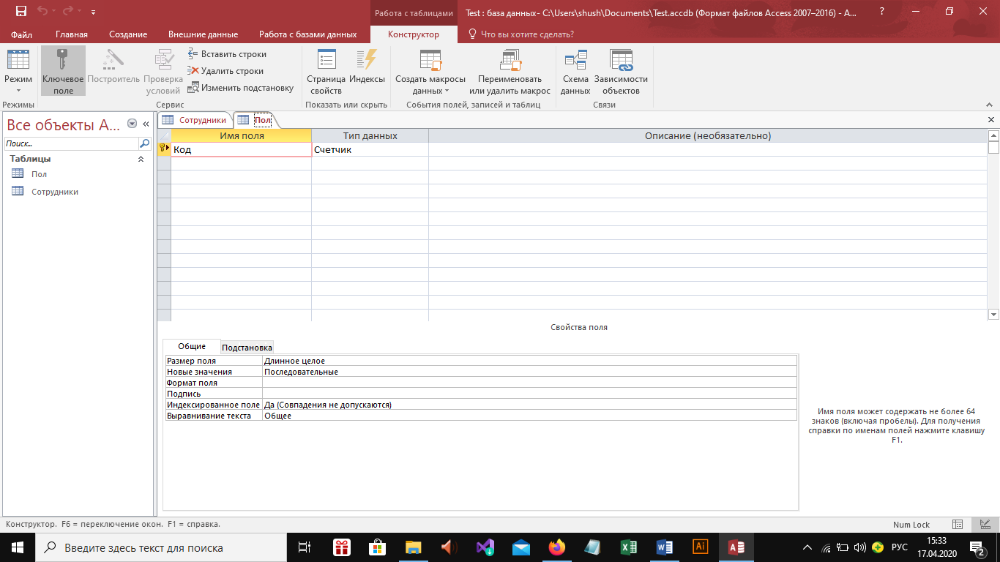 Работа с таблицами
Test : база данных- C:\Users\shush\Documents\Test.accdb (Формат файлов Access 2007–2016) - A...
?
Файл Главная Создание Внешние данные Работа с базами данных Конструктор Что вы хотите сделать?
Режим
Ключевое поле
Построитель
Проверка условий
Вставить строки
Удалить строки
Изменить подстановку
Страница свойств
Индексы
Создать макросы данных
Переименовать или удалить макрос
Схема данных
Зависимости объектов
Режимы Сервис Показать или скрыть События полей, записей и таблиц Связи
Все объекты A... «
Поиск...
Таблицы
Пол
Сотрудники
Сотрудники Пол
Имя поля Тип данных Описание (необязательно)
Код Счетчик
Свойства поля
Общие Подстановка
Размер поля Длинное целое
Новые значения Последовательные
Формат поля
Подпись
Индексированное поле Да (Совпадения не допускаются)
Выравнивание текста Общее
Имя поля может содержать не более 64
знаков (включая пробелы). Для получения
справки по именам полей нажмите клавишу
F1.
Конструктор. F6 = переключение окон. F1 = справка.
Num Lock
Введите здесь текст для поиска
Ai
РУС
15:33
17.04.2020
2